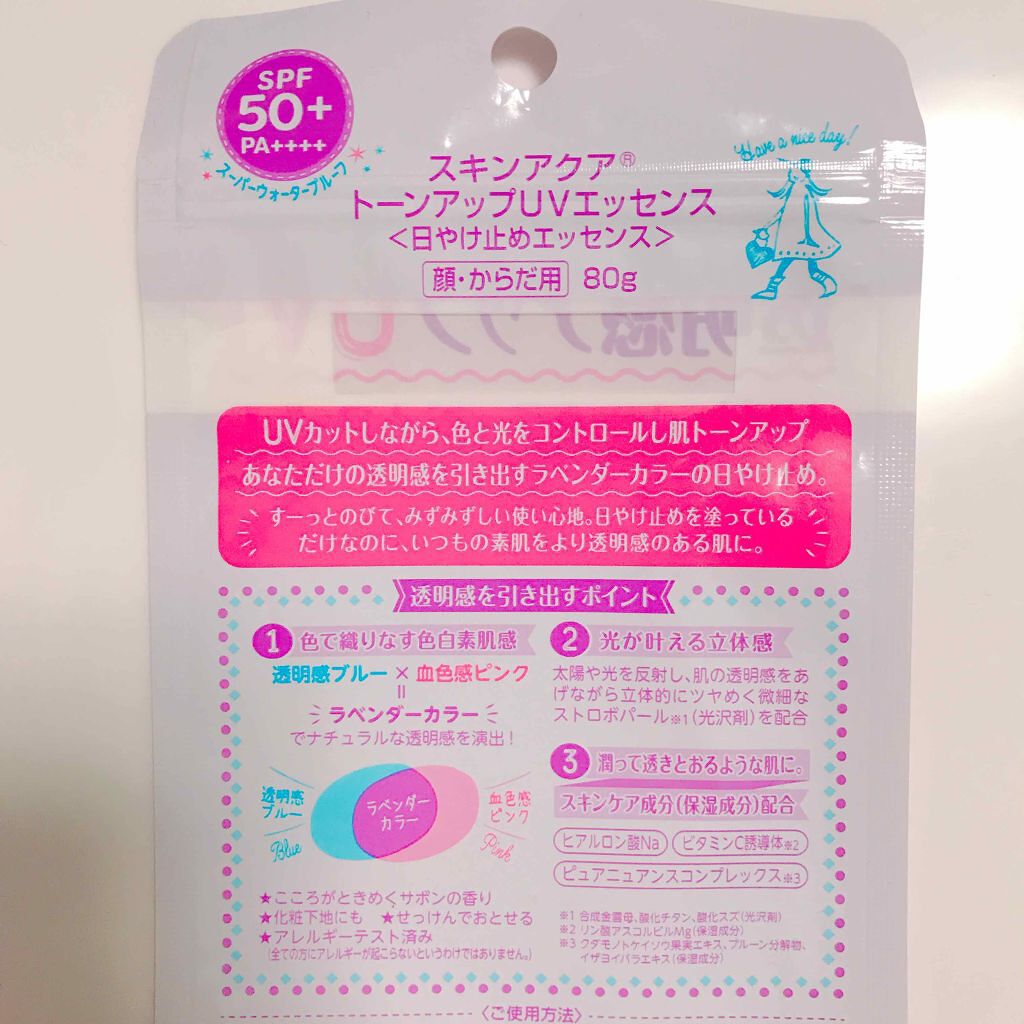 SPF
50+
PA++++
スーパーウォータープルーフ
Have a nice day!
スキンアクア®
トーンアップUVエッセンス
<日やけ止めエッセンス>
顔・からだ用 80g
UVカットしながら、色と光をコントロールし肌トーンアップ
あなただけの透明感を引き出すラベンダーカラーの日やけ止め。
すーっとのびて、みずみずしい使い心地。日やけ止めを塗っている
だけなのに、いつもの素肌をより透明感のある肌に。
透明感を引き出すポイント
1 色で織りなす色白素肌感
透明感ブルー×血色感ピンク
=
ラベンダーカラー
でナチュラルな透明感を演出!
透明感
ブルー
Blue
ラベンダー
カラー
血色感
ピンク
Pink
★こころがときめくサボンの香り
★化粧下地にも ★せっけんでおとせる
★アレルギーテスト済み
(全ての方にアレルギーが起こらないというわけではありません。)
2 光が叶える立体感
太陽や光を反射し、肌の透明感をあ
げながら立体的にツヤめく微細な
ストロボパール※1(光沢剤)を配合
3 潤って透きとおるような肌に。
スキンケア成分(保湿成分)配合
ヒアルロン酸Na ビタミンC誘導体※2
ピュアニュアンスコンプレックス※3
※1 合成金雲母、酸化チタン、酸化スズ(光沢剤)
※2 リン酸アスコルビルMg(保湿成分)
※3 クダモノトケイソウ果実エキス、プルーン分解物、
イザヨイバラエキス(保湿成分)
<ご使用方法>